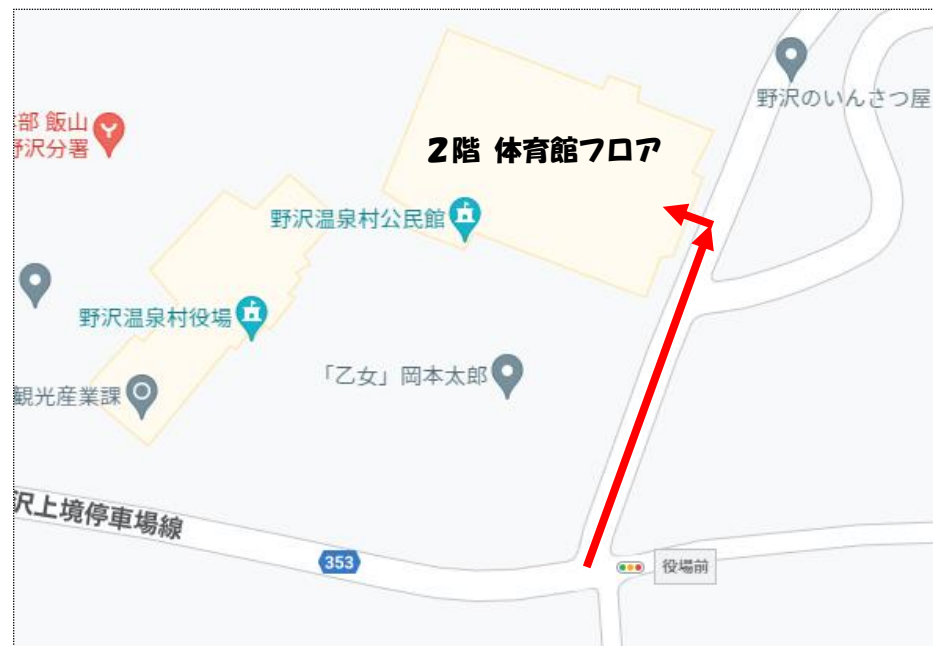 部 飯山
沢分署
2階 体育館フロア
野沢のいんさつ屋
野沢温泉村公民館
野沢温泉村役場
「乙女」岡本太郎
観光産業課
沢上境停車場線
353
役場前